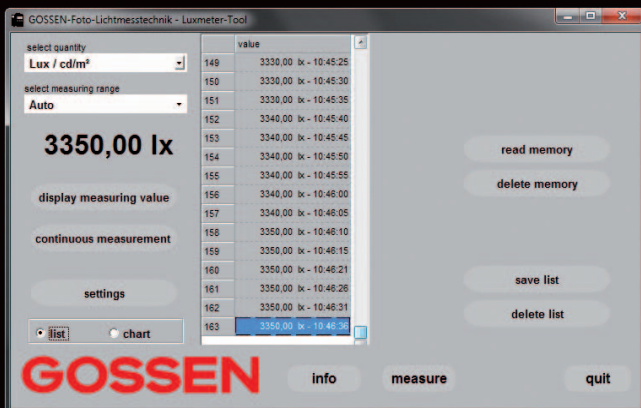 GOSSEN-Foto-Lichtmesstechnik - Luxmeter-Tool
select quantity
Lux / cd/m²
select measuring range
Auto
3350,00 lx
display measuring value
continuous measurement
settings
list
chart
value
149 3330,00 lx - 10:45:25
150 3330,00 lx - 10:45:30
151 3330,00 lx - 10:45:35
152 3340,00 lx - 10:45:40
153 3340,00 lx - 10:45:45
154 3340,00 lx - 10:45:50
155 3340,00 lx - 10:45:55
156 3340,00 lx - 10:46:00
157 3340,00 lx - 10:46:05
158 3350,00 lx - 10:46:10
159 3350,00 lx - 10:46:15
160 3350,00 lx - 10:46:21
161 3350,00 lx - 10:46:26
162 3350,00 lx - 10:46:31
163 3350,00 lx - 10:46:36
read memory
delete memory
save list
delete list
GOSSEN
info
measure
quit